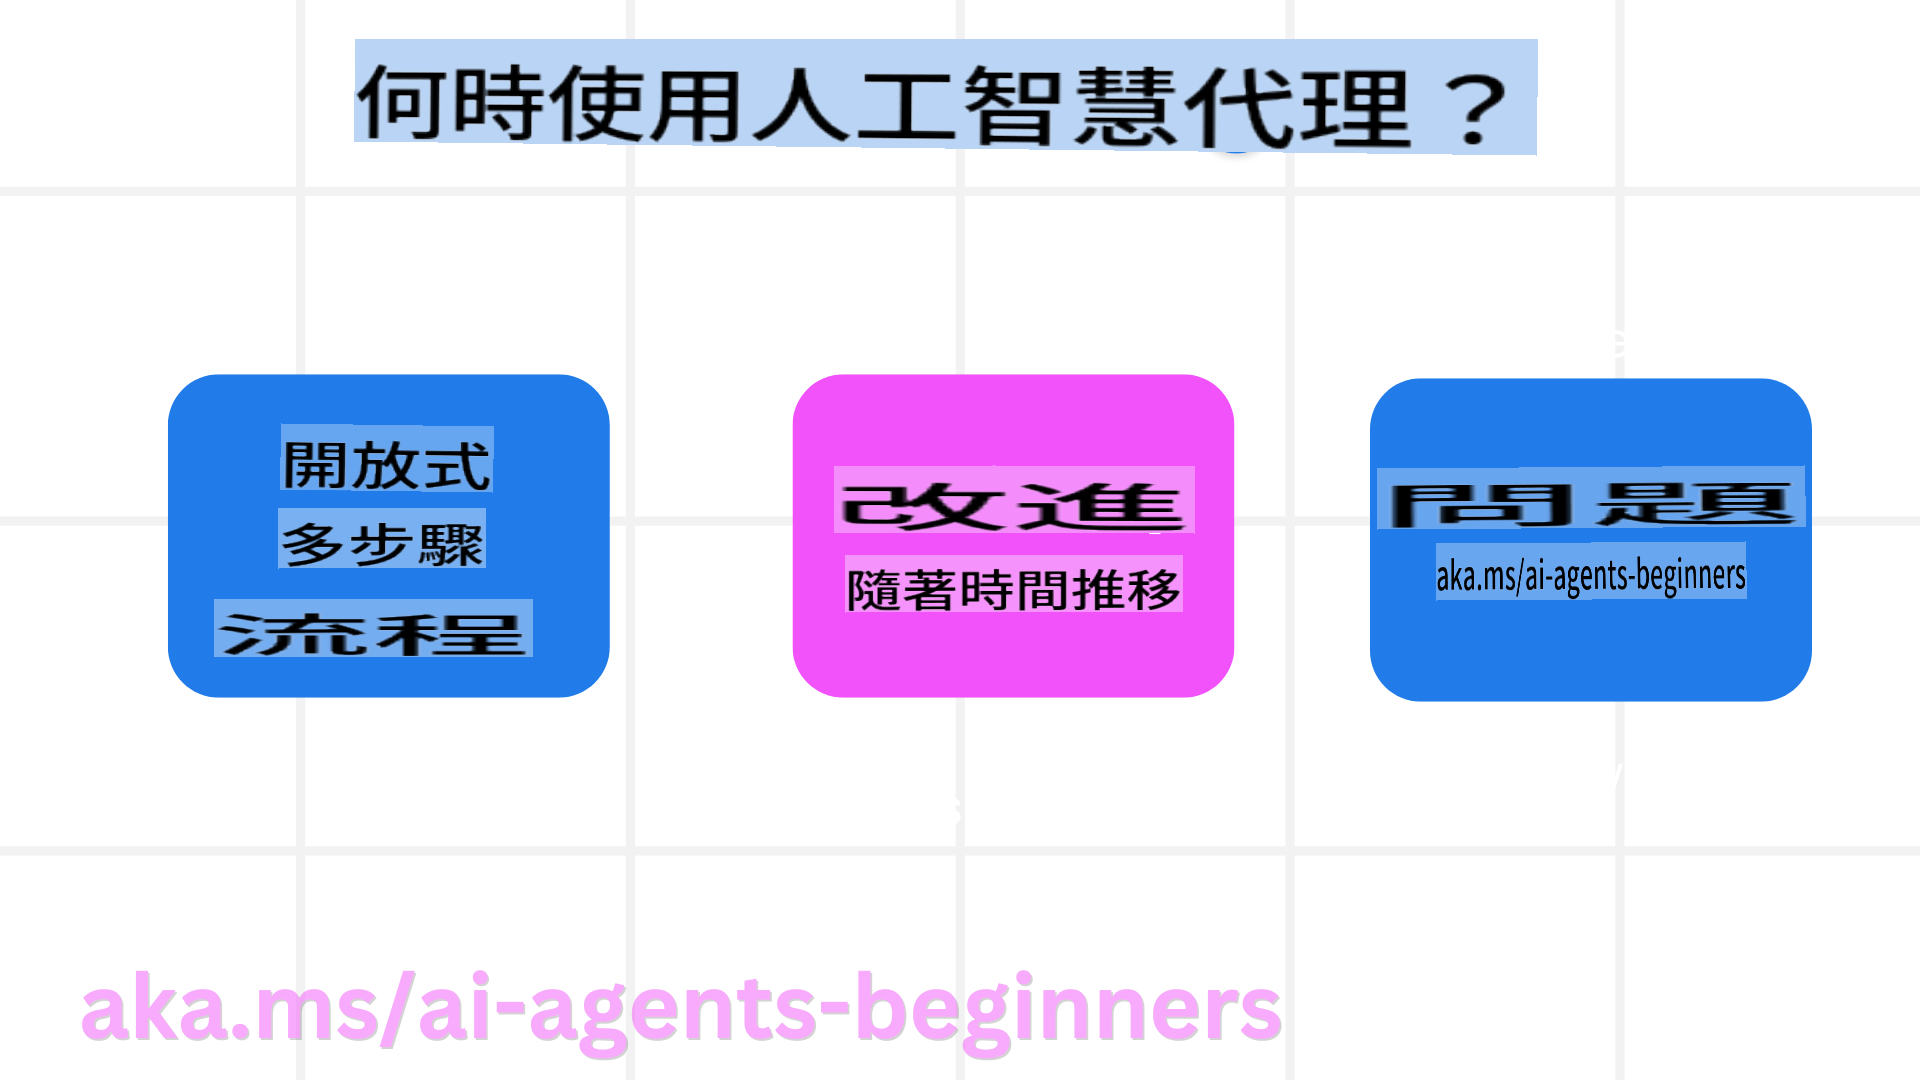 何時使用人工智慧代理？
開放式
多步驟
流程
改進
隨著時間推移
問題
aka.ms/ai-agents-beginners
aka.ms/ai-agents-beginners